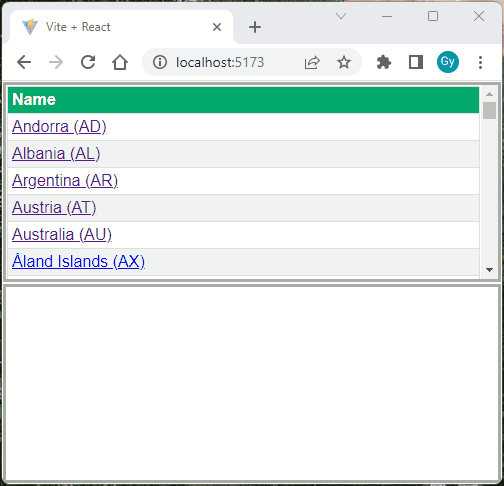 Vite + React
localhost:5173
Gy
Name
Andorra (AD)
Albania (AL)
Argentina (AR)
Austria (AT)
Australia (AU)
Åland Islands (AX)